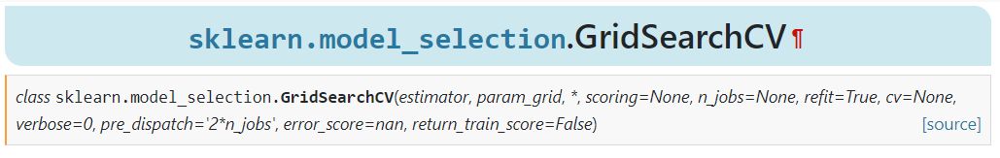 sklearn.model_selection.GridSearchCV¶
class sklearn.model_selection.GridSearchCV(estimator, param_grid, *, scoring=None, n_jobs=None, refit=True, cv=None,
verbose=0, pre_dispatch='2*n_jobs', error_score=nan, return_train_score=False) [source]